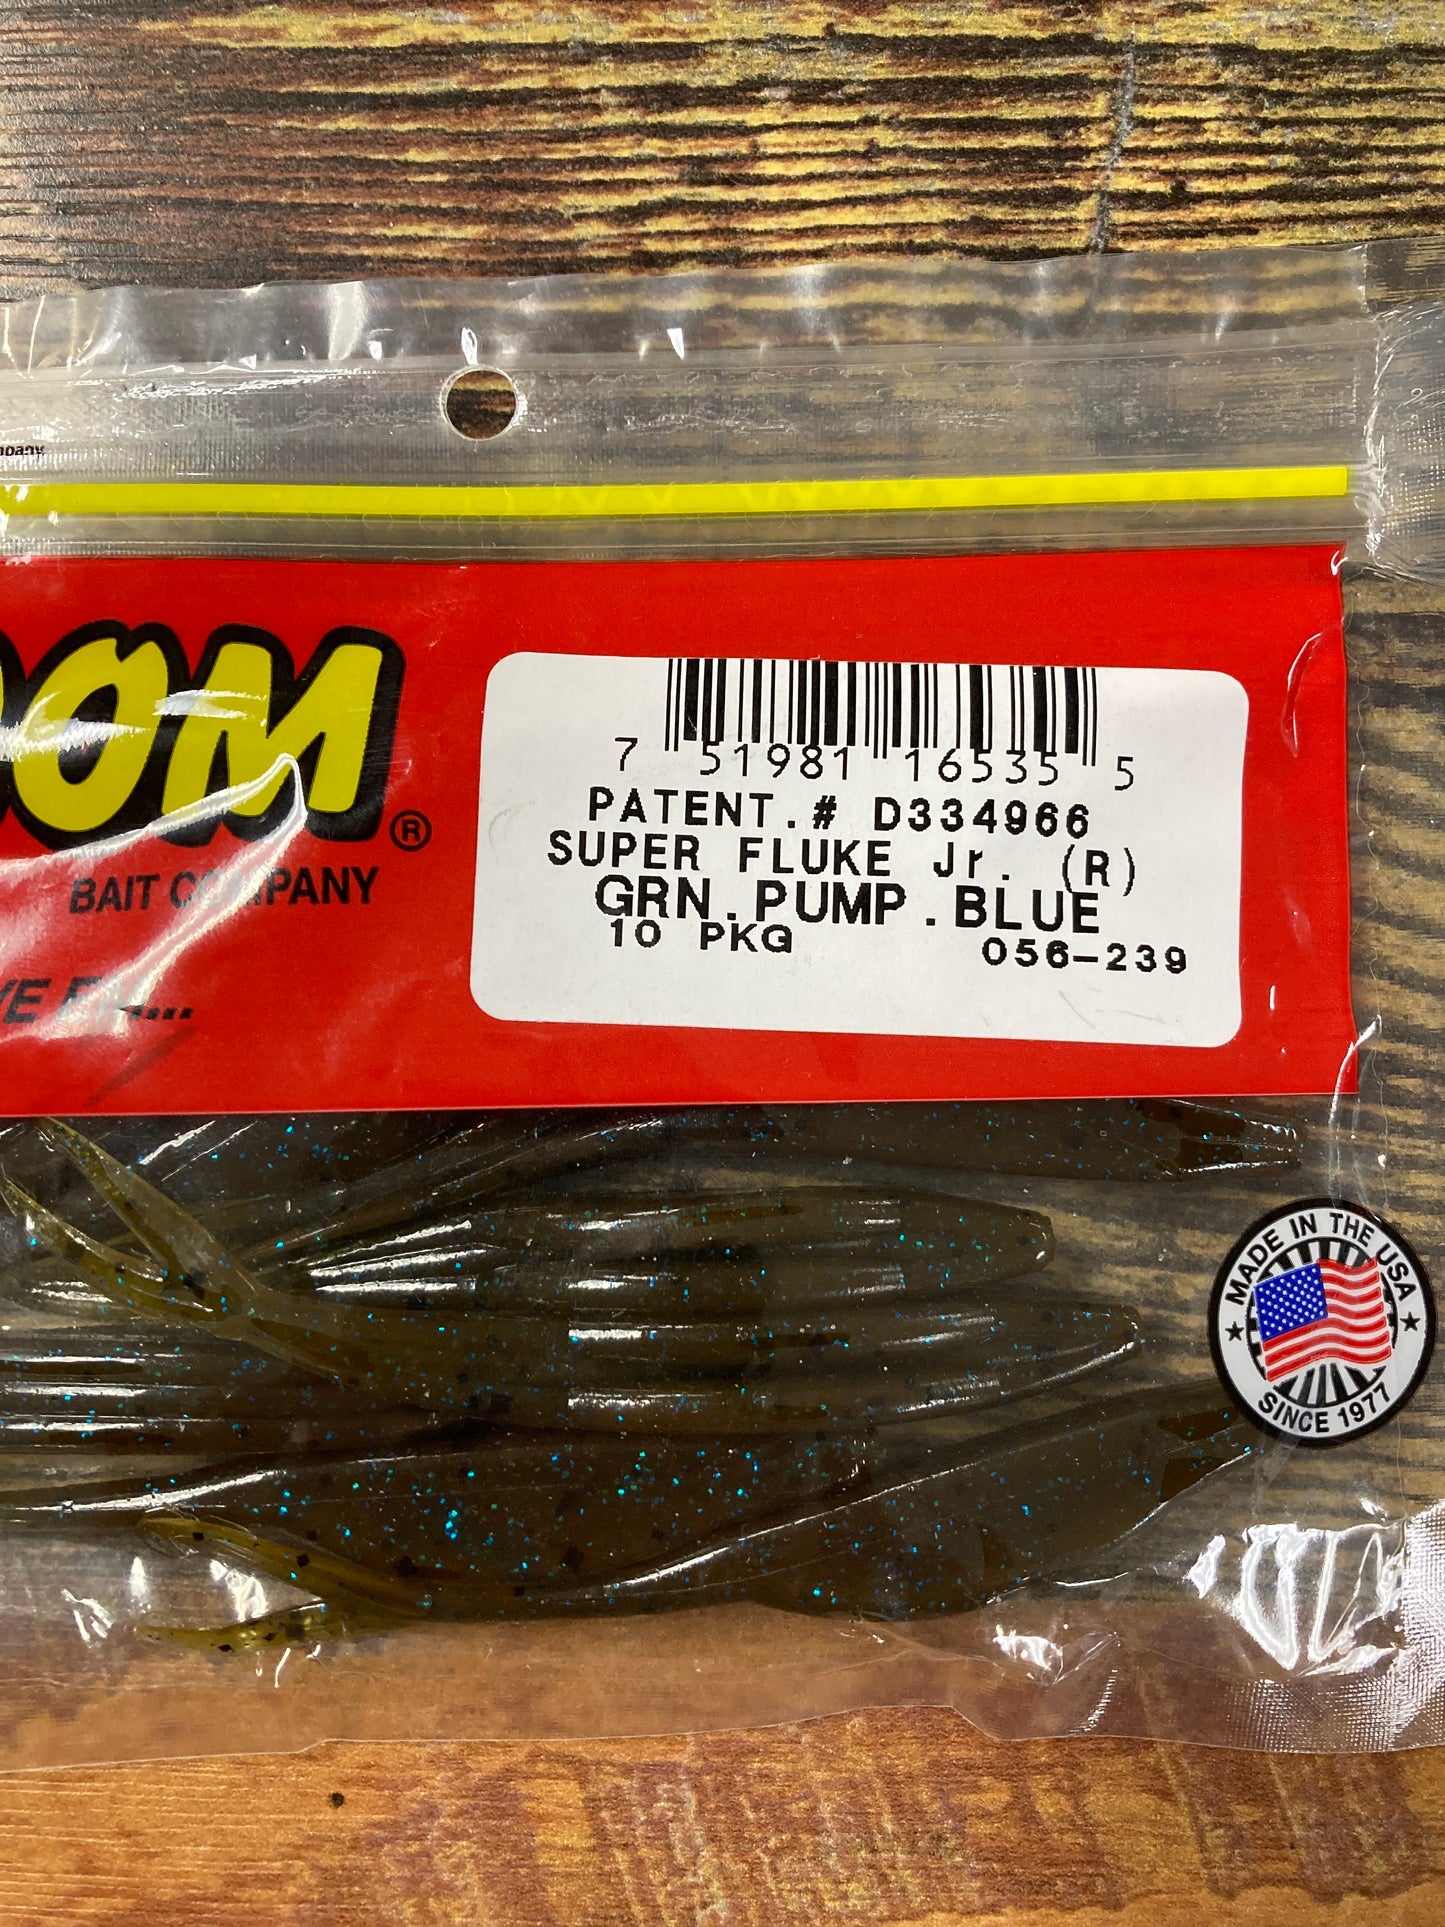 OOM®
BAIT COMPANY
7 51981 16535 5
PATENT.# D334966
SUPER FLUKE Jr. (R)
GRN.PUMP.BLUE
10 PKG 056-239
MADE IN THE USA
SINCE 1977